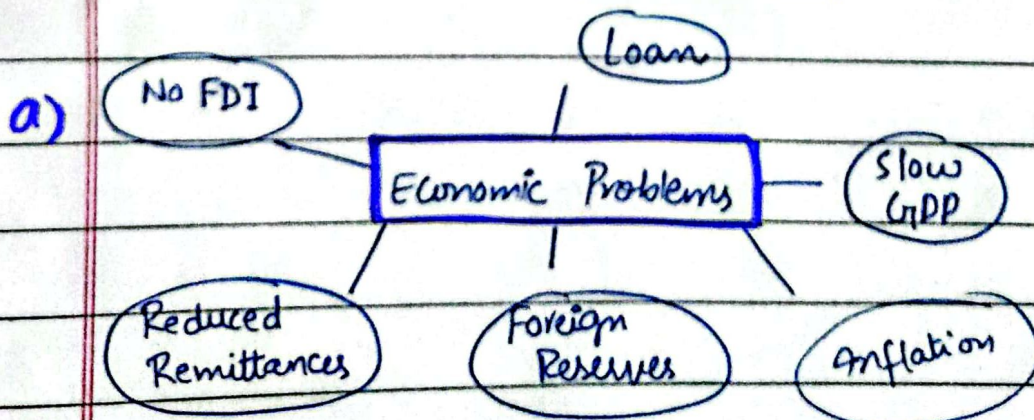 Loan
a)
No FDI
Economic Problems
Slow
GDP
Reduced
Remittances
Foreign
Reserves
Inflation